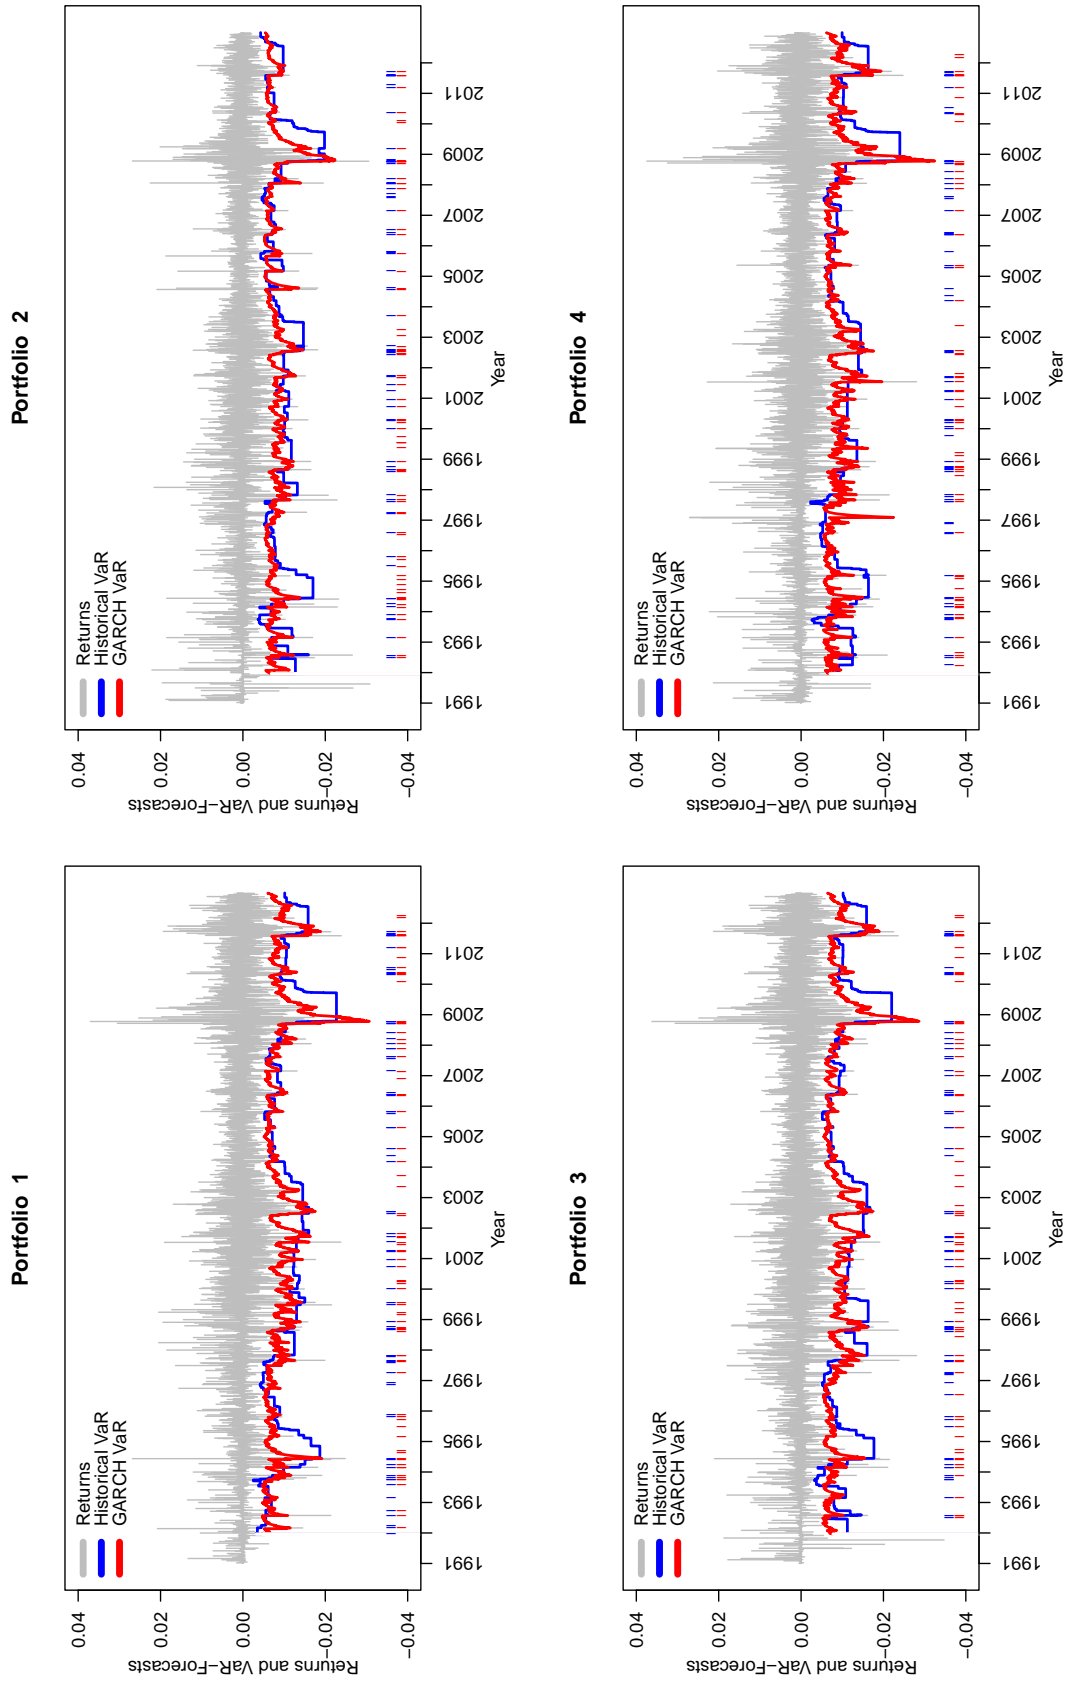 Portfolio 1
Returns and VaR−Forecasts
0.04
0.02
0.00
−0.02
−0.04
Returns
Historical VaR
GARCH VaR
1991
1993
1995
1997
1999
2001
2003
2005
2007
2009
2011
Year
Portfolio 2
Returns and VaR−Forecasts
0.04
0.02
0.00
−0.02
−0.04
Returns
Historical VaR
GARCH VaR
1991
1993
1995
1997
1999
2001
2003
2005
2007
2009
2011
Year
Portfolio 3
Returns and VaR−Forecasts
0.04
0.02
0.00
−0.02
−0.04
Returns
Historical VaR
GARCH VaR
1991
1993
1995
1997
1999
2001
2003
2005
2007
2009
2011
Year
Portfolio 4
Returns and VaR−Forecasts
0.04
0.02
0.00
−0.02
−0.04
Returns
Historical VaR
GARCH VaR
1991
1993
1995
1997
1999
2001
2003
2005
2007
2009
2011
Year